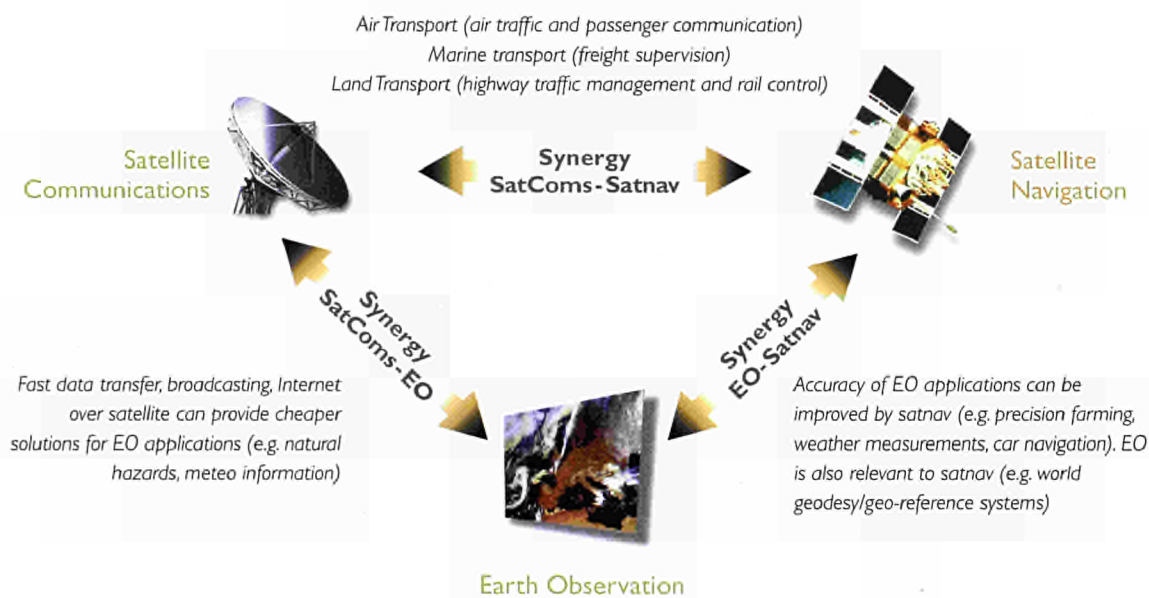 Air Transport (air traffic and passenger communication)
Marine transport (freight supervision)
Land Transport (highway traffic management and rail control)
Satellite
Communications
Synergy
SatComs - Satnav
Satellite
Navigation
Synergy
SatComs - EO
Synergy
EO - Satnav
Fast data transfer, broadcasting, Internet
over satellite can provide cheaper
solutions for EO applications (e.g. natural
hazards, meteo information)
Accuracy of EO applications can be
improved by satnav (e.g. precision farming,
weather measurements, car navigation). EO
is also relevant to satnav (e.g. world
geodesy/geo-reference systems)
Earth Observation